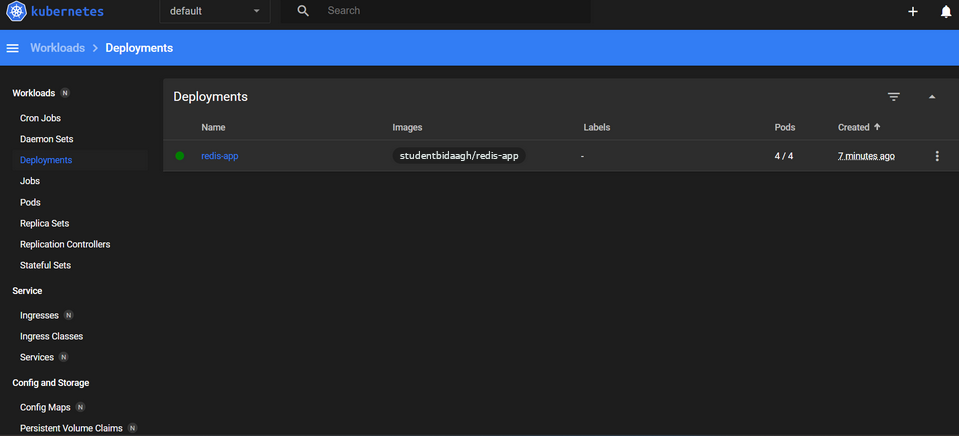 kubernetes
default
Search
Workloads
Deployments
Workloads N
Cron Jobs
Daemon Sets
Deployments
Jobs
Pods
Replica Sets
Replication Controllers
Stateful Sets
Service
Ingresses N
Ingress Classes
Services N
Config and Storage
Config Maps N
Persistent Volume Claims N
Deployments
Name Images Labels Pods Created
redis-app studentbidaagh/redis-app - 4 / 4 7 minutes ago